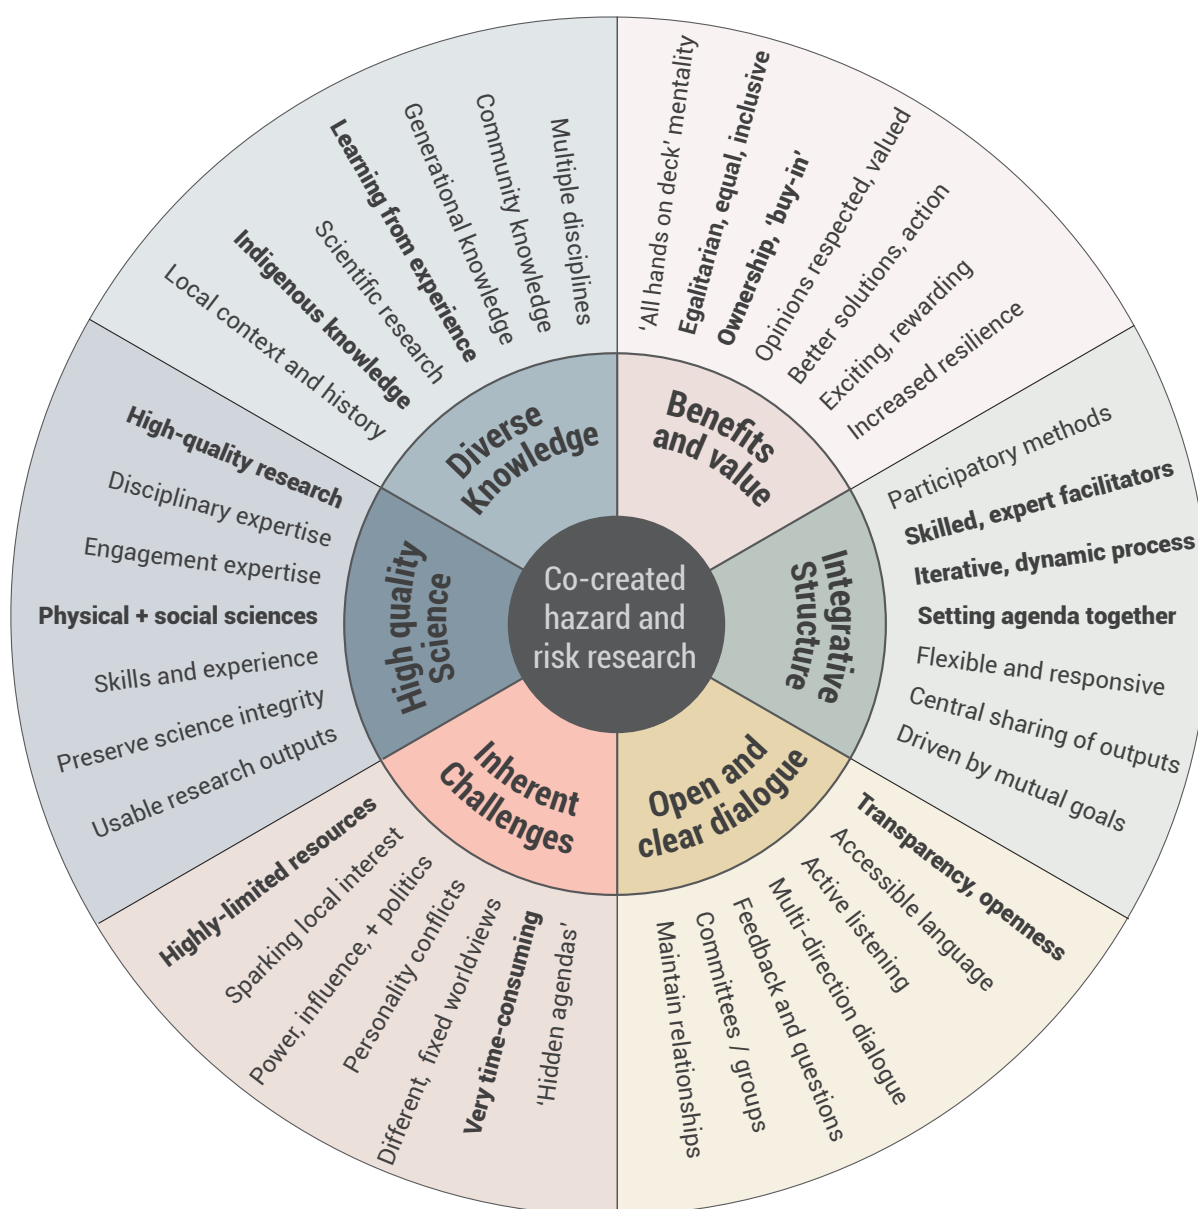 Co-created
hazard and
risk research
Benefits
and value
'All hands on deck' mentality
Egalitarian, equal, inclusive
Ownership, 'buy-in'
Opinions respected, valued
Better solutions, action
Exciting, rewarding
Increased resilience
Integrative
Structure
Participatory methods
Skilled, expert facilitators
Iterative, dynamic process
Setting agenda together
Flexible and responsive
Central sharing of outputs
Driven by mutual goals
Open and
clear dialogue
Transparency, openness
Accessible language
Active listening
Multi-direction dialogue
Feedback and questions
Committees / groups
Maintain relationships
Inherent
Challenges
'Hidden agendas'
Very time-consuming
Different, fixed worldviews
Personality conflicts
Power, influence, + politics
Sparking local interest
Highly-limited resources
High quality
Science
Usable research outputs
Preserve science integrity
Skills and experience
Physical + social sciences
Engagement expertise
Disciplinary expertise
High-quality research
Diverse
Knowledge
Local context and history
Indigenous knowledge
Scientific research
Learning from experience
Generational knowledge
Community knowledge
Multiple disciplines